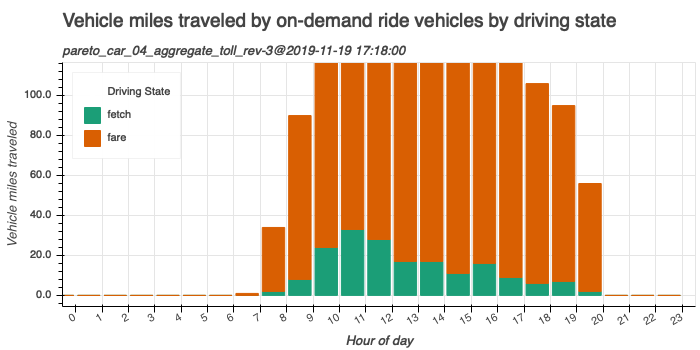 Vehicle miles traveled by on-demand ride vehicles by driving state
pareto_car_04_aggregate_toll_rev-3@2019-11-19 17:18:00
Driving State
fetch
fare
Vehicle miles traveled
100.0
80.0
60.0
40.0
20.0
0.0
0 1 2 3 4 5 6 7 8 9 10 11 12 13 14 15 16 17 18 19 20 21 22 23
Hour of day